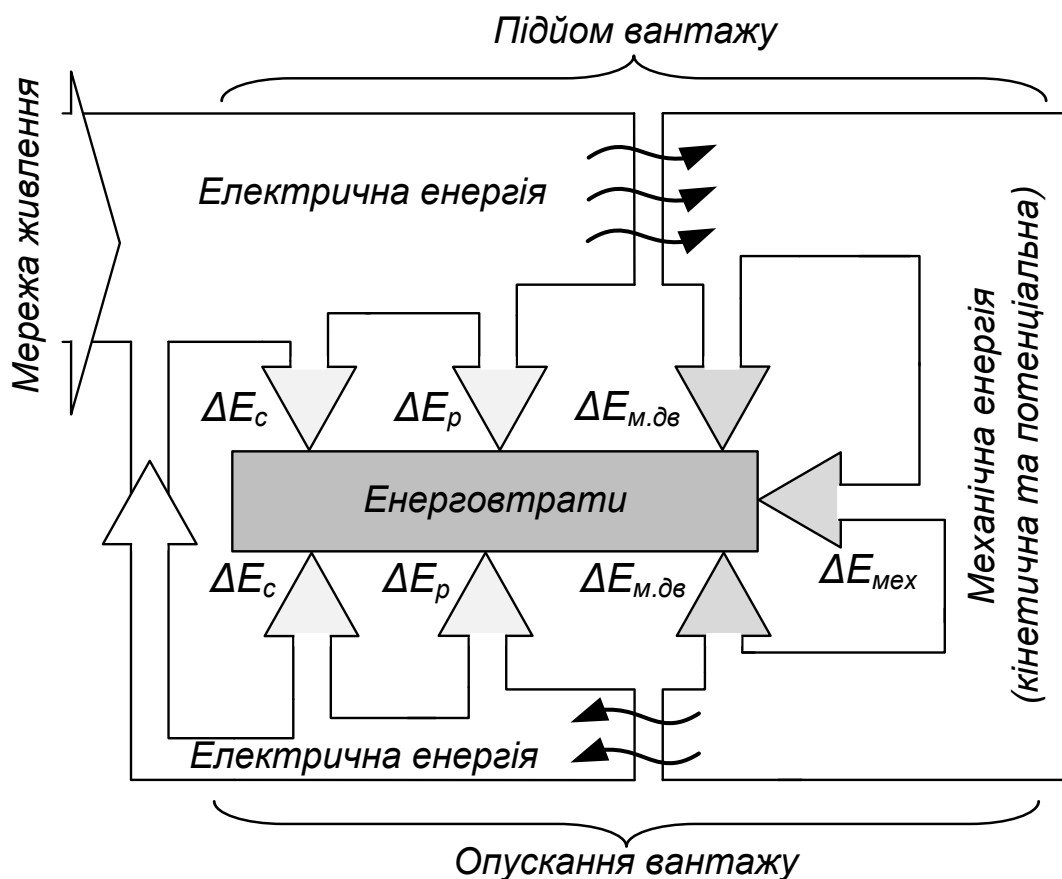 Підйом вантажу
Мережа живлення
Електрична енергія
Механічна енергія
(кінетична та потенціальна)
ΔEс
ΔEр
ΔEм.дв
Енерговтрати
ΔEс
ΔEр
ΔEм.дв
ΔEмех
Електрична енергія
Опускання вантажу